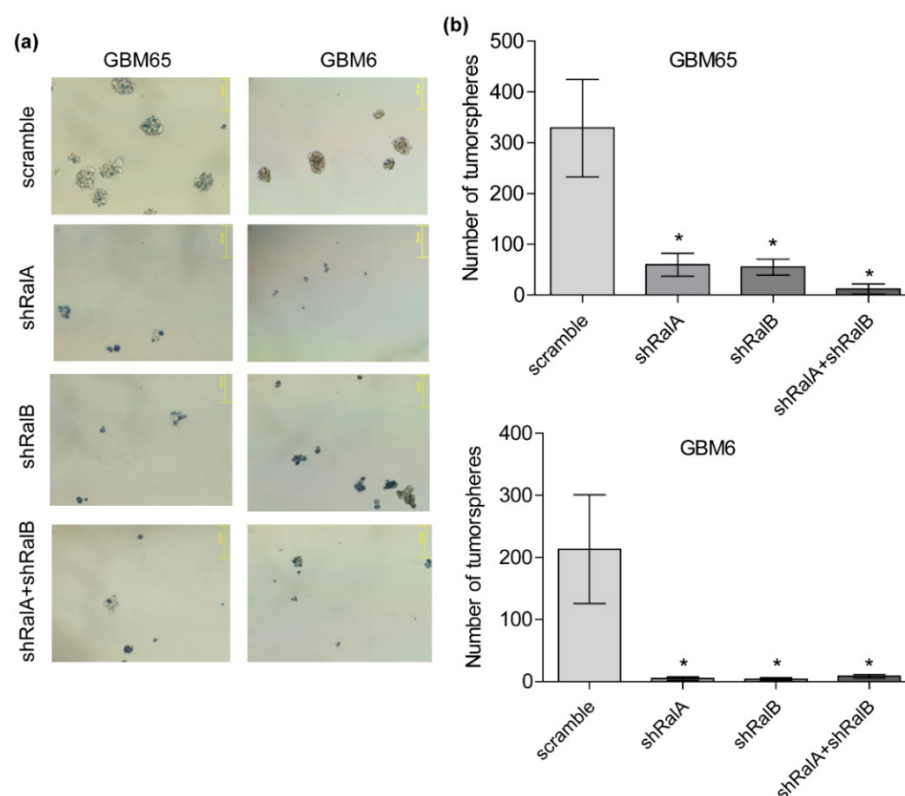 (a)
GBM65 GBM6
scramble
shRalA
shRalB
shRalA+shRalB
(b)
GBM65
Number of tumorspheres
500
400
300
200
100
0
*
*
*
scramble
shRalA
shRalB
shRalA+shRalB
GBM6
Number of tumorspheres
400
300
200
100
0
*
*
*
scramble
shRalA
shRalB
shRalA+shRalB